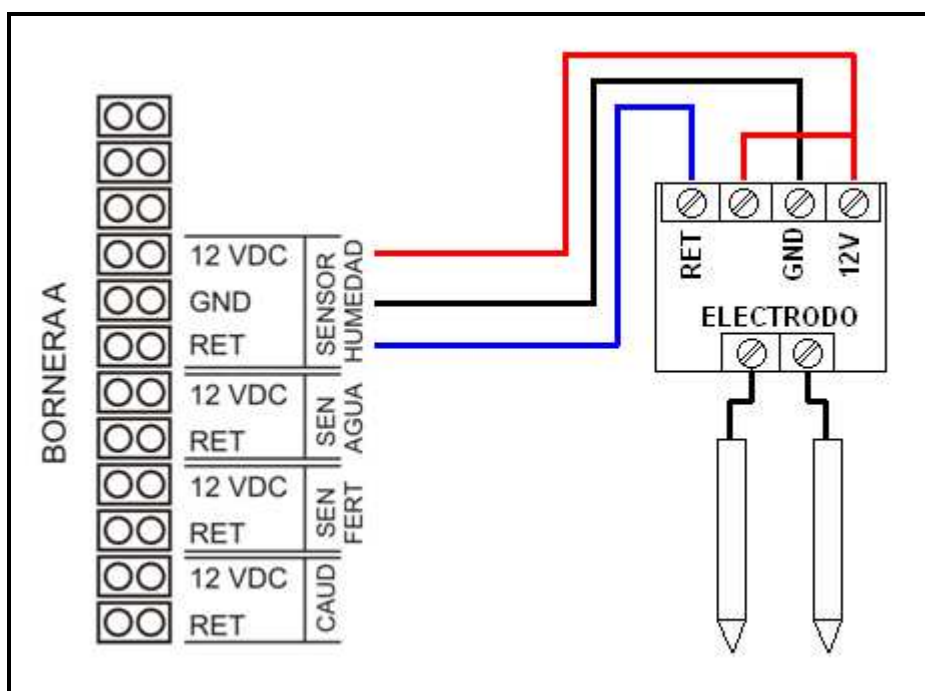 BORNERA A
12 VDC
GND
RET
SENSOR
HUMEDAD
12 VDC
RET
SEN
AGUA
12 VDC
RET
SEN
FERT
12 VDC
RET
CAUD
RET
GND
12V
ELECTRODO